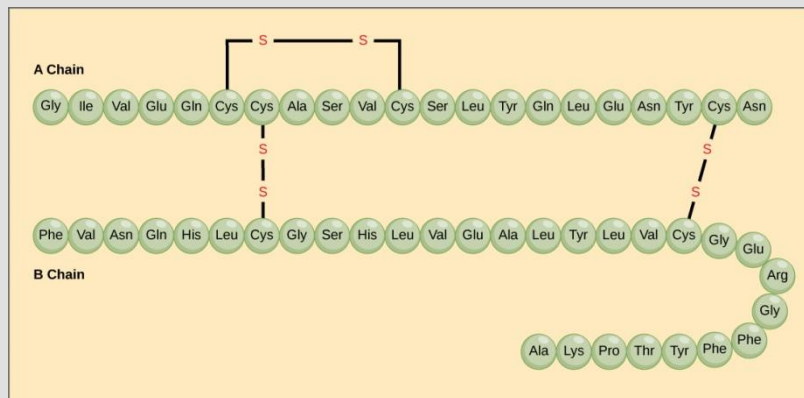 S S
A Chain
Gly Ile Val Glu Gln Cys Cys Ala Ser Val Cys Ser Leu Tyr Gln Leu Glu Asn Tyr Cys Asn
S S
S S
Phe Val Asn Gln His Leu Cys Gly Ser His Leu Val Glu Ala Leu Tyr Leu Val Cys Gly Glu
B Chain
Arg
Gly
Ala Lys Pro Thr Tyr Phe Phe